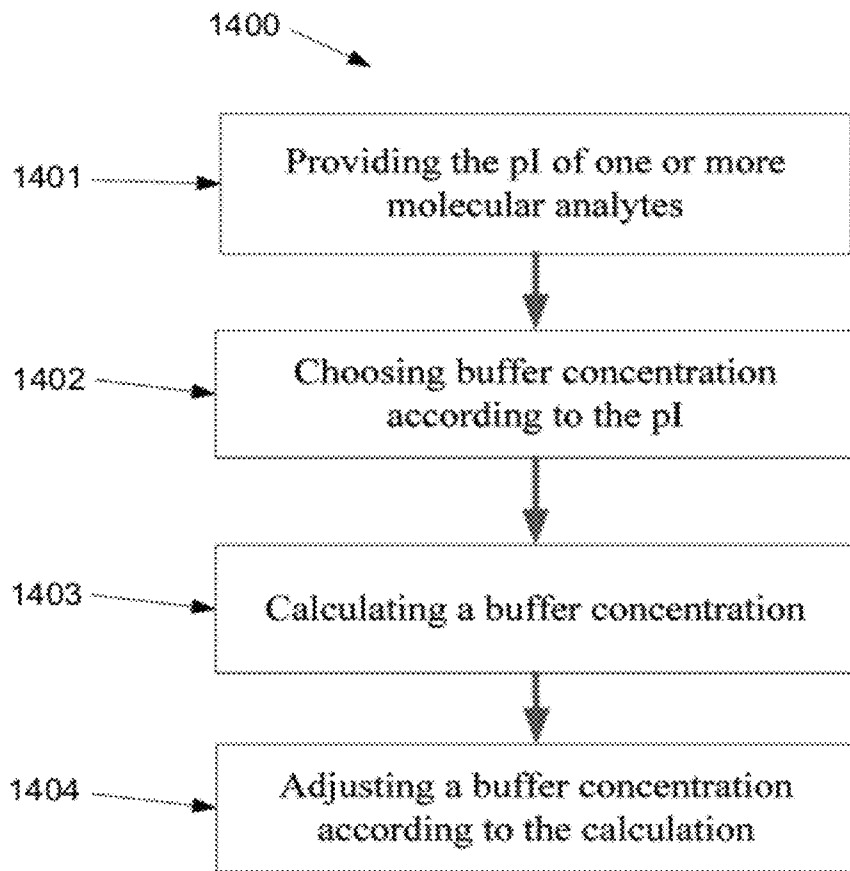 1400
1401
Providing the pI of one or more
molecular analytes
1402
Choosing buffer concentration
according to the pI
1403
Calculating a buffer concentration
1404
Adjusting a buffer concentration
according to the calculation